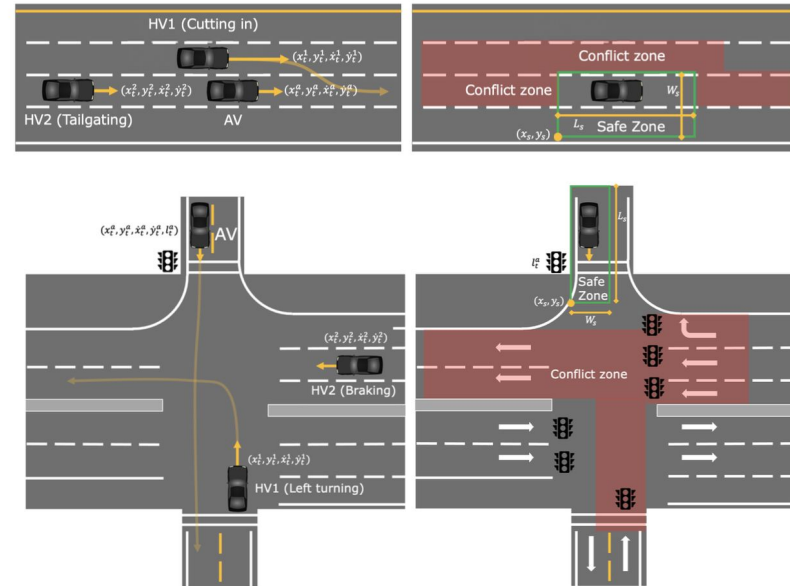 HV1 (Cutting in)
(x_t^1, y_t^1, ẋ_t^1, ẏ_t^1)
(x_t^2, y_t^2, ẋ_t^2, ẏ_t^2)
(x_t^a, y_t^a, ẋ_t^a, ẏ_t^a)
HV2 (Tailgating)
AV
Conflict zone
Conflict zone
W_s
L_s
(x_s, y_s)
Safe Zone
(x_t^a, y_t^a, ẋ_t^a, ẏ_t^a, l_t^a)
AV
(x_t^2, y_t^2, ẋ_t^2, ẏ_t^2)
HV2 (Braking)
(x_t^1, y_t^1, ẋ_t^1, ẏ_t^1)
HV1 (Left turning)
L_s
l_t^a
Safe
Zone
(x_s, y_s)
W_s
Conflict zone